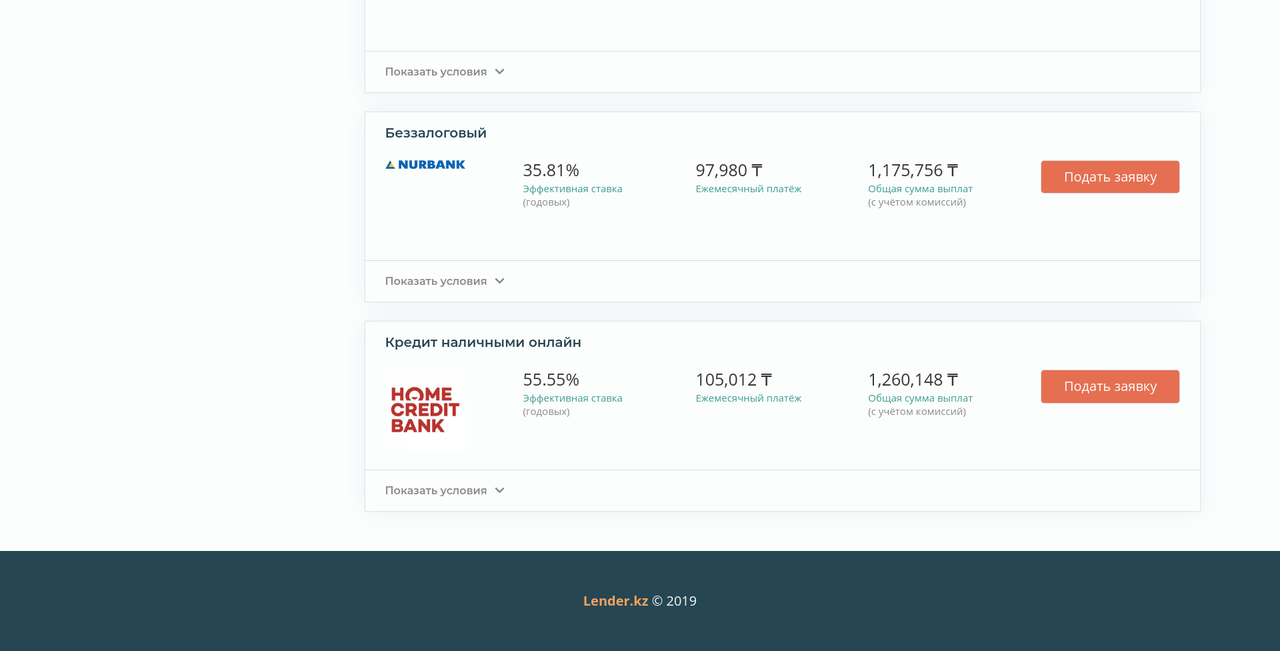 Показать условия
Беззалоговый
NURBANK
35.81%
Эффективная ставка
(годовых)
97,980 ₸
Ежемесячный платёж
1,175,756 ₸
Общая сумма выплат
(с учётом комиссий)
Подать заявку
Показать условия
Кредит наличными онлайн
HOME
CREDIT
BANK
55.55%
Эффективная ставка
(годовых)
105,012 ₸
Ежемесячный платёж
1,260,148 ₸
Общая сумма выплат
(с учётом комиссий)
Подать заявку
Показать условия
Lender.kz © 2019